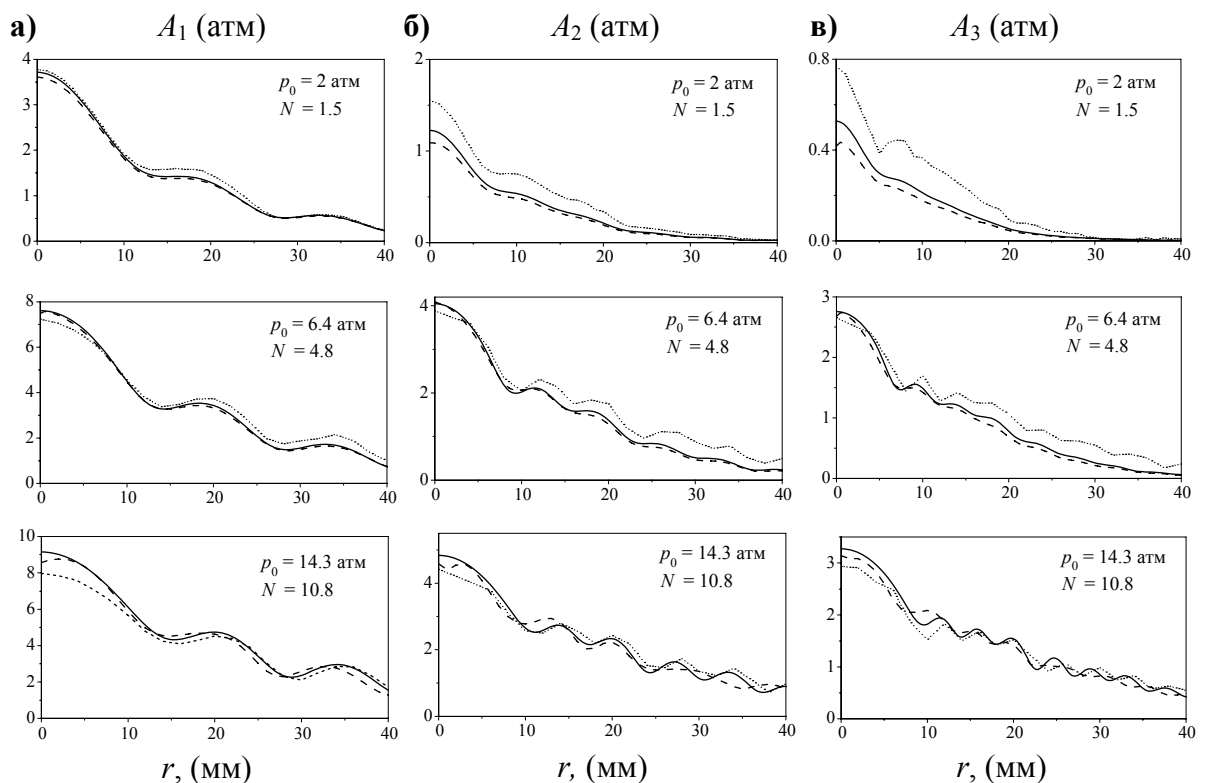 а) A₁ (атм) б) A₂ (атм) в) A₃ (атм)
4
3
2
1
0
0 10 20 30 40
p₀ = 2 атм
N = 1.5
2
1
0
0 10 20 30 40
p₀ = 2 атм
N = 1.5
0.8
0.4
0.0
0 10 20 30 40
p₀ = 2 атм
N = 1.5
8
6
4
2
0
0 10 20 30 40
p₀ = 6.4 атм
N = 4.8
4
2
0
0 10 20 30 40
p₀ = 6.4 атм
N = 4.8
3
2
1
0
0 10 20 30 40
p₀ = 6.4 атм
N = 4.8
10
8
6
4
2
0
0 10 20 30 40
p₀ = 14.3 атм
N = 10.8
4
2
0
0 10 20 30 40
p₀ = 14.3 атм
N = 10.8
3
2
1
0
0 10 20 30 40
p₀ = 14.3 атм
N = 10.8
r, (мм) r, (мм) r, (мм)